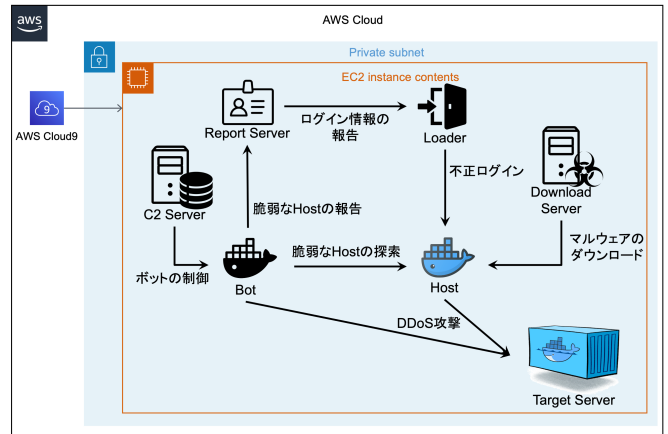 aws
AWS Cloud
Private subnet
EC2 instance contents
9
AWS Cloud9
Report Server
ログイン情報の
報告
Loader
C2 Server
脆弱なHostの報告
不正ログイン
Download
Server
ボットの制御
Bot
脆弱なHostの探索
Host
マルウェアの
ダウンロード
DDoS攻撃
Target Server